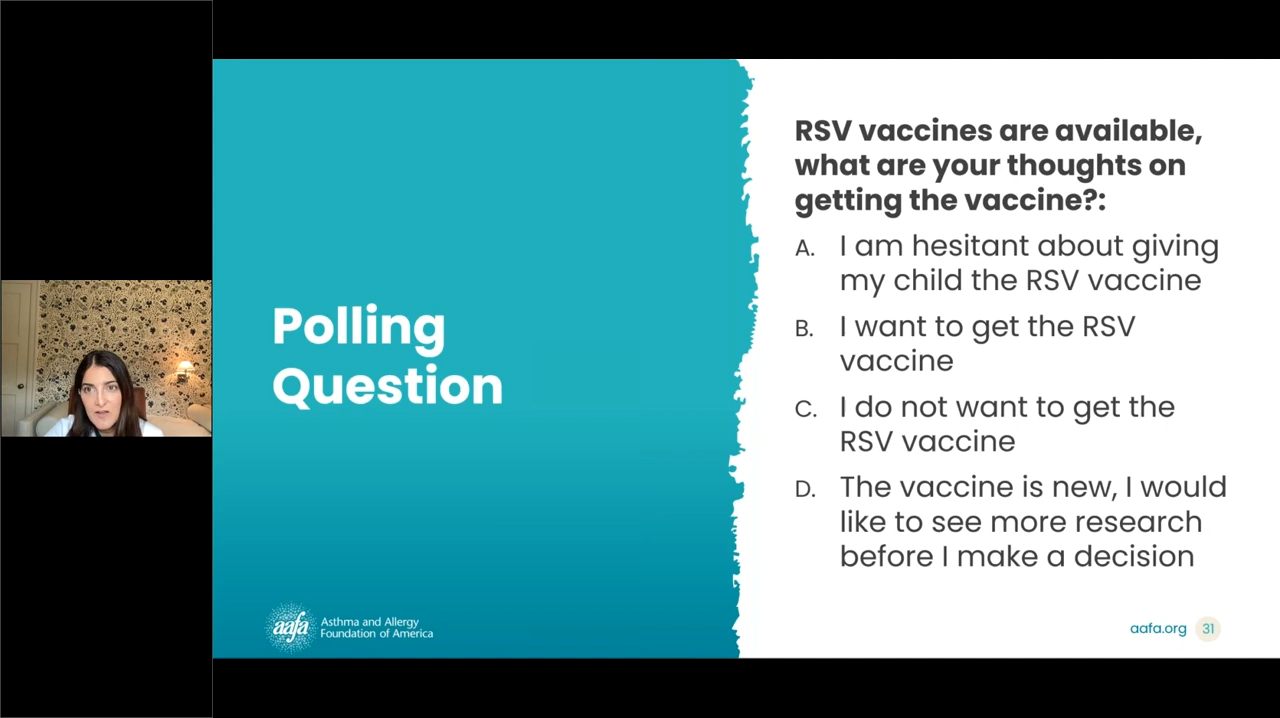 Polling
Question
RSV vaccines are available,
what are your thoughts on
getting the vaccine?:
A. I am hesitant about giving
my child the RSV vaccine
B. I want to get the RSV
vaccine
C. I do not want to get the
RSV vaccine
D. The vaccine is new, I would
like to see more research
before I make a decision
aafa
Asthma and Allergy
Foundation of America
aafa.org 31